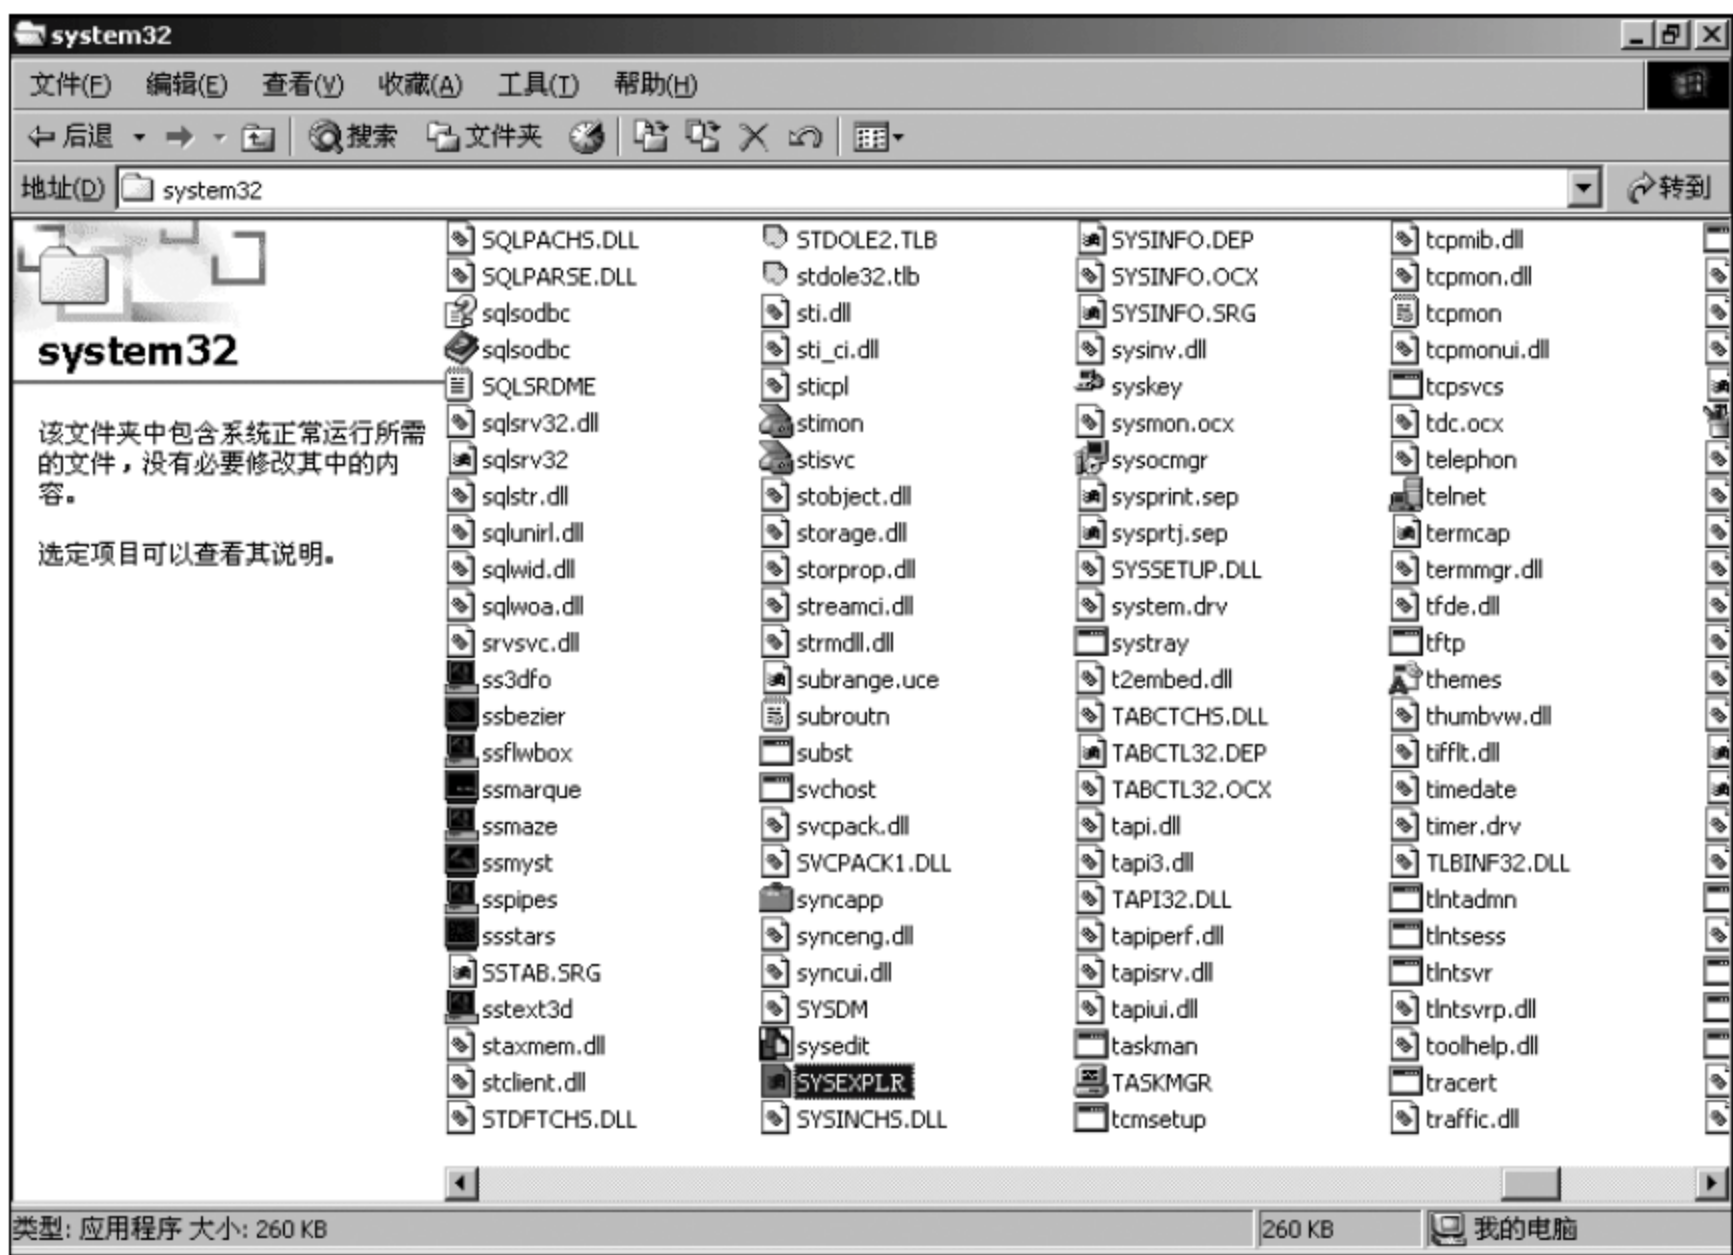 system32
文件(F) 编辑(E) 查看(V) 收藏(A) 工具(T) 帮助(H)
后退 搜索 文件夹
地址(D) system32 转到
system32
该文件夹中包含系统正常运行所需
的文件，没有必要修改其中的内
容。
选定项目可以查看其说明。
SQLPACHS.DLL
SQLPARSE.DLL
sqlsodbc
sqlsodbc
SQLSRDME
sqlsrv32.dll
sqlsrv32
sqlstr.dll
sqlunirl.dll
sqlwid.dll
sqlwoa.dll
srvsvc.dll
ss3dfo
ssbezier
ssflwbox
ssmarque
ssmaze
ssmyst
sspipes
ssstars
SSTAB.SRG
sstext3d
staxmem.dll
stclient.dll
STDFTCHS.DLL
STDOLE2.TLB
stdole32.tlb
sti.dll
sti_ci.dll
sticpl
stimon
stisvc
stobject.dll
storage.dll
storprop.dll
streamci.dll
strmdll.dll
subrange.uce
subroutn
subst
svchost
svcpack.dll
SVCPACK1.DLL
syncapp
synceng.dll
syncui.dll
SYSDM
sysedit
SYSEXPLR
SYSINCHS.DLL
SYSINFO.DEP
SYSINFO.OCX
SYSINFO.SRG
sysinv.dll
syskey
sysmon.ocx
sysocmgr
sysprint.sep
sysprtj.sep
SYSSETUP.DLL
system.drv
systray
t2embed.dll
TABCTCHS.DLL
TABCTL32.DEP
TABCTL32.OCX
tapi.dll
tapi3.dll
TAPI32.DLL
tapiperf.dll
tapisrv.dll
tapiui.dll
taskman
TASKMGR
tcmsetup
tcpmib.dll
tcpmon.dll
tcpmon
tcpmonui.dll
tcpsvcs
tdc.ocx
telephon
telnet
termcap
termmgr.dll
tfde.dll
tftp
themes
thumbvw.dll
tifflt.dll
timedate
timer.drv
TLBINF32.DLL
tlntadmn
tlntsess
tlntsvr
tlntsvrp.dll
toolhelp.dll
tracert
traffic.dll
类型: 应用程序 大小: 260 KB 260 KB 我的电脑